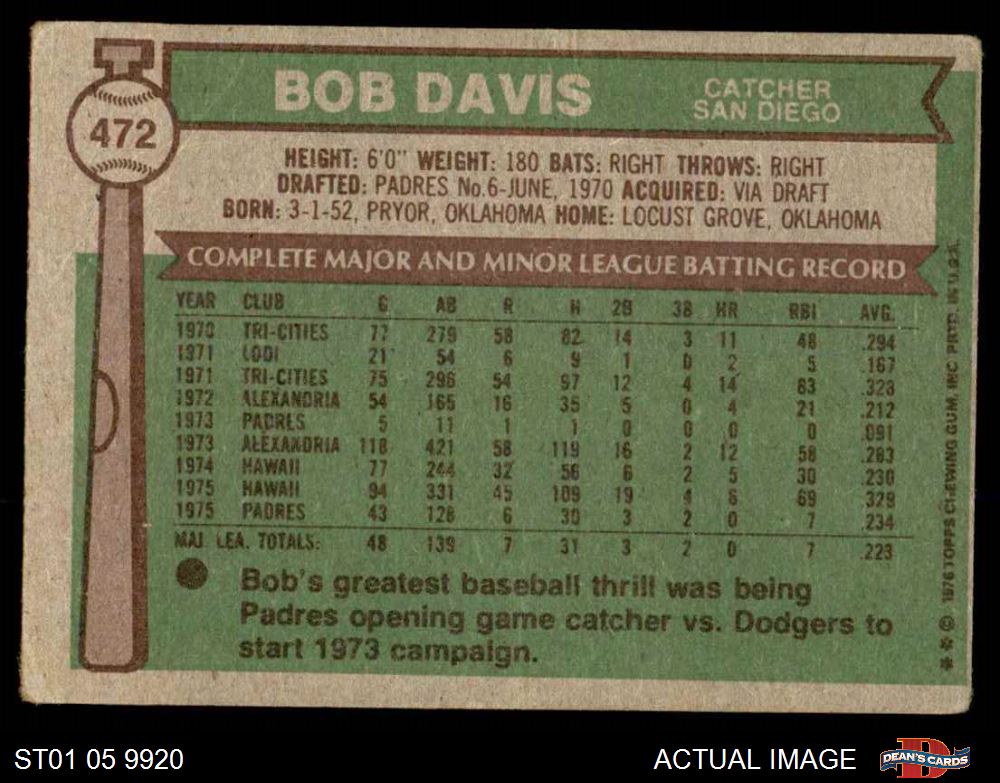 BOB DAVIS
CATCHER
SAN DIEGO
472
HEIGHT: 6'0" WEIGHT: 180 BATS: RIGHT THROWS: RIGHT
DRAFTED: PADRES No.6-JUNE, 1970 ACQUIRED: VIA DRAFT
BORN: 3-1-52, PRYOR, OKLAHOMA HOME: LOCUST GROVE, OKLAHOMA
COMPLETE MAJOR AND MINOR LEAGUE BATTING RECORD
YEAR CLUB G AB R H 2B 3B HR RBI AVG.
1970 TRI-CITIES 77 279 58 82 14 3 11 48 .294
1971 LODI 21 54 6 9 1 0 2 5 .167
1971 TRI-CITIES 75 296 54 97 12 4 14 83 .328
1972 ALEXANDRIA 54 165 16 35 5 0 4 21 .212
1973 PADRES 5 11 1 1 0 0 0 0 .091
1973 ALEXANDRIA 118 421 58 119 16 2 12 58 .283
1974 HAWAII 77 244 32 56 6 2 5 30 .230
1975 HAWAII 94 331 45 109 19 4 6 69 .329
1975 PADRES 43 128 6 30 3 2 0 7 .234
MAJ. LEA. TOTALS: 48 139 7 31 3 2 0 7 .223
Bob's greatest baseball thrill was being
Padres opening game catcher vs. Dodgers to
start 1973 campaign.
* * © 1976 TOPPS CHEWING GUM, INC. PRTD. IN U.S.A.
ST01 05 9920
ACTUAL IMAGE
DEAN'S CARDS